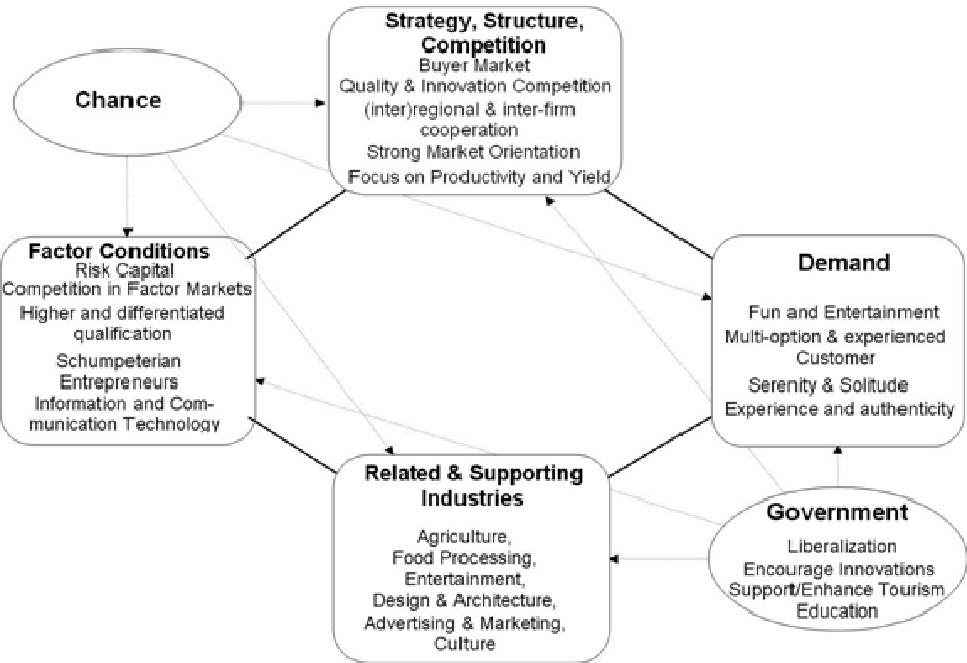 Strategy, Structure,
Competition
Buyer Market
Quality & Innovation Competition
(inter)regional & inter-firm
cooperation
Strong Market Orientation
Focus on Productivity and Yield
Chance
Factor Conditions
Risk Capital
Competition in Factor Markets
Higher and differentiated
qualification
Schumpeterian
Entrepreneurs
Information and Com-
munication Technology
Demand
Fun and Entertainment
Multi-option & experienced
Customer
Serenity & Solitude
Experience and authenticity
Related & Supporting
Industries
Agriculture,
Food Processing,
Entertainment,
Design & Architecture,
Advertising & Marketing,
Culture
Government
Liberalization
Encourage Innovations
Support/Enhance Tourism
Education